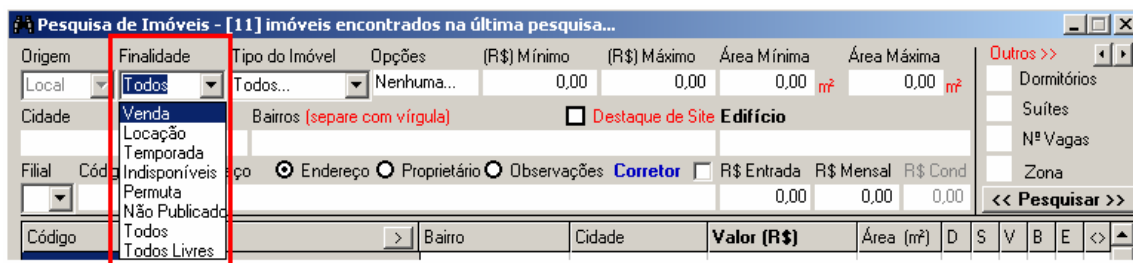 Pesquisa de Imóveis - [11] imóveis encontrados na última pesquisa...
Origem Finalidade Tipo do Imóvel Opções (R$) Mínimo (R$) Máximo Área Mínima Área Máxima Outros >>
Local Todos Todos... Nenhuma... 0,00 0,00 0,00 m² 0,00 m² Dormitórios
Cidade Venda Bairros (separe com vírgula) Destaque de Site Edifício Suítes
Locação Nº Vagas
Temporada
Filial Indisponíveis Endereço Proprietário Observações Corretor R$ Entrada R$ Mensal R$ Cond Zona
Permuta 0,00 0,00 0,00 << Pesquisar >>
Não Publicado
Código Todos > Bairro Cidade Valor (R$) Área (m²) D S V B E <>
Todos Livres